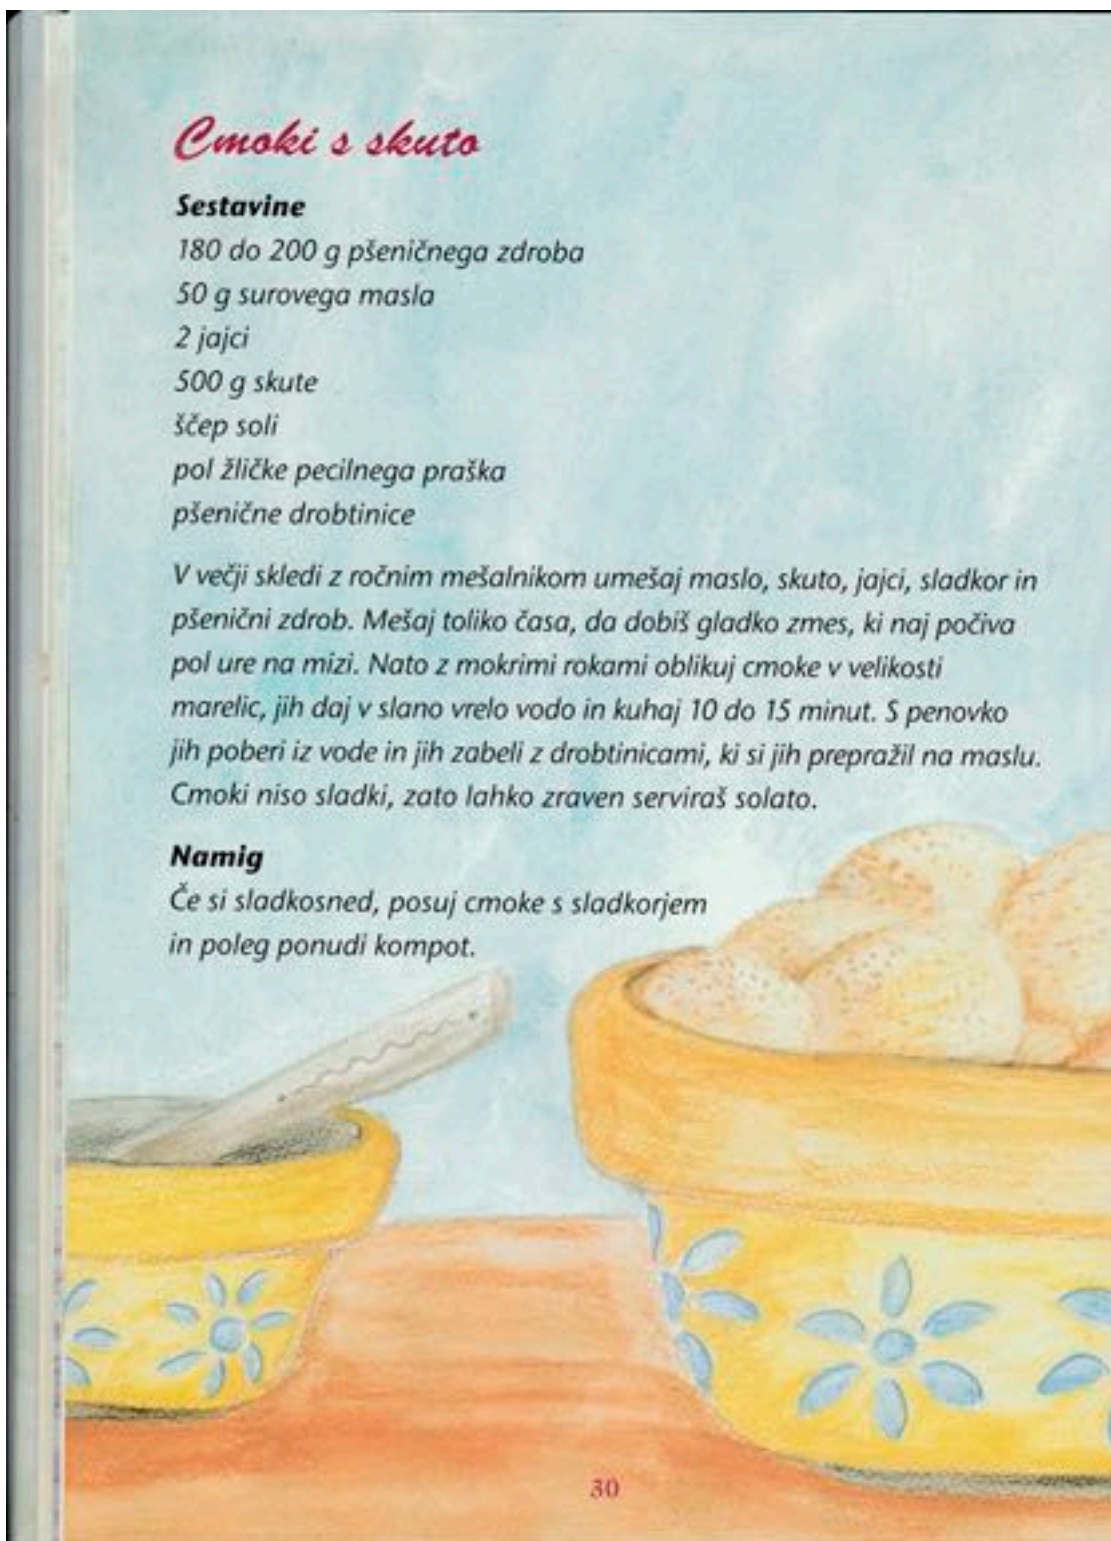 Cmoki s skuto
Sestavine
180 do 200 g pšeničnega zdroba
50 g surovega masla
2 jajci
500 g skute
ščep soli
pol žličke pecilnega praška
pšenične drobtinice
V večji skledi z ročnim mešalnikom umešaj maslo, skuto, jajci, sladkor in
pšenični zdrob. Mešaj toliko časa, da dobiš gladko zmes, ki naj počiva
pol ure na mizi. Nato z mokrimi rokami oblikuj cmoke v velikosti
marelic, jih daj v slano vrelo vodo in kuhaj 10 do 15 minut. S penovko
jih poberi iz vode in jih zabeli z drobtinicami, ki si jih prepražil na maslu.
Cmoki niso sladki, zato lahko zraven serviraš solato.
Namig
Če si sladkosned, posuj cmoke s sladkorjem
in poleg ponudi kompot.
30